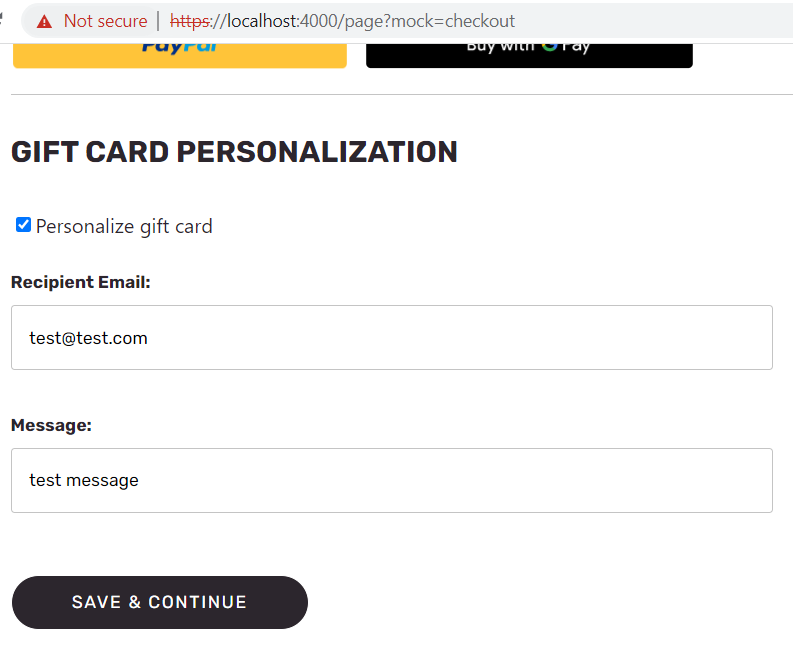 Not secure | https://localhost:4000/page?mock=checkout
PayPal Buy with G Pay
GIFT CARD PERSONALIZATION
Personalize gift card
Recipient Email:
test@test.com
Message:
test message
SAVE & CONTINUE